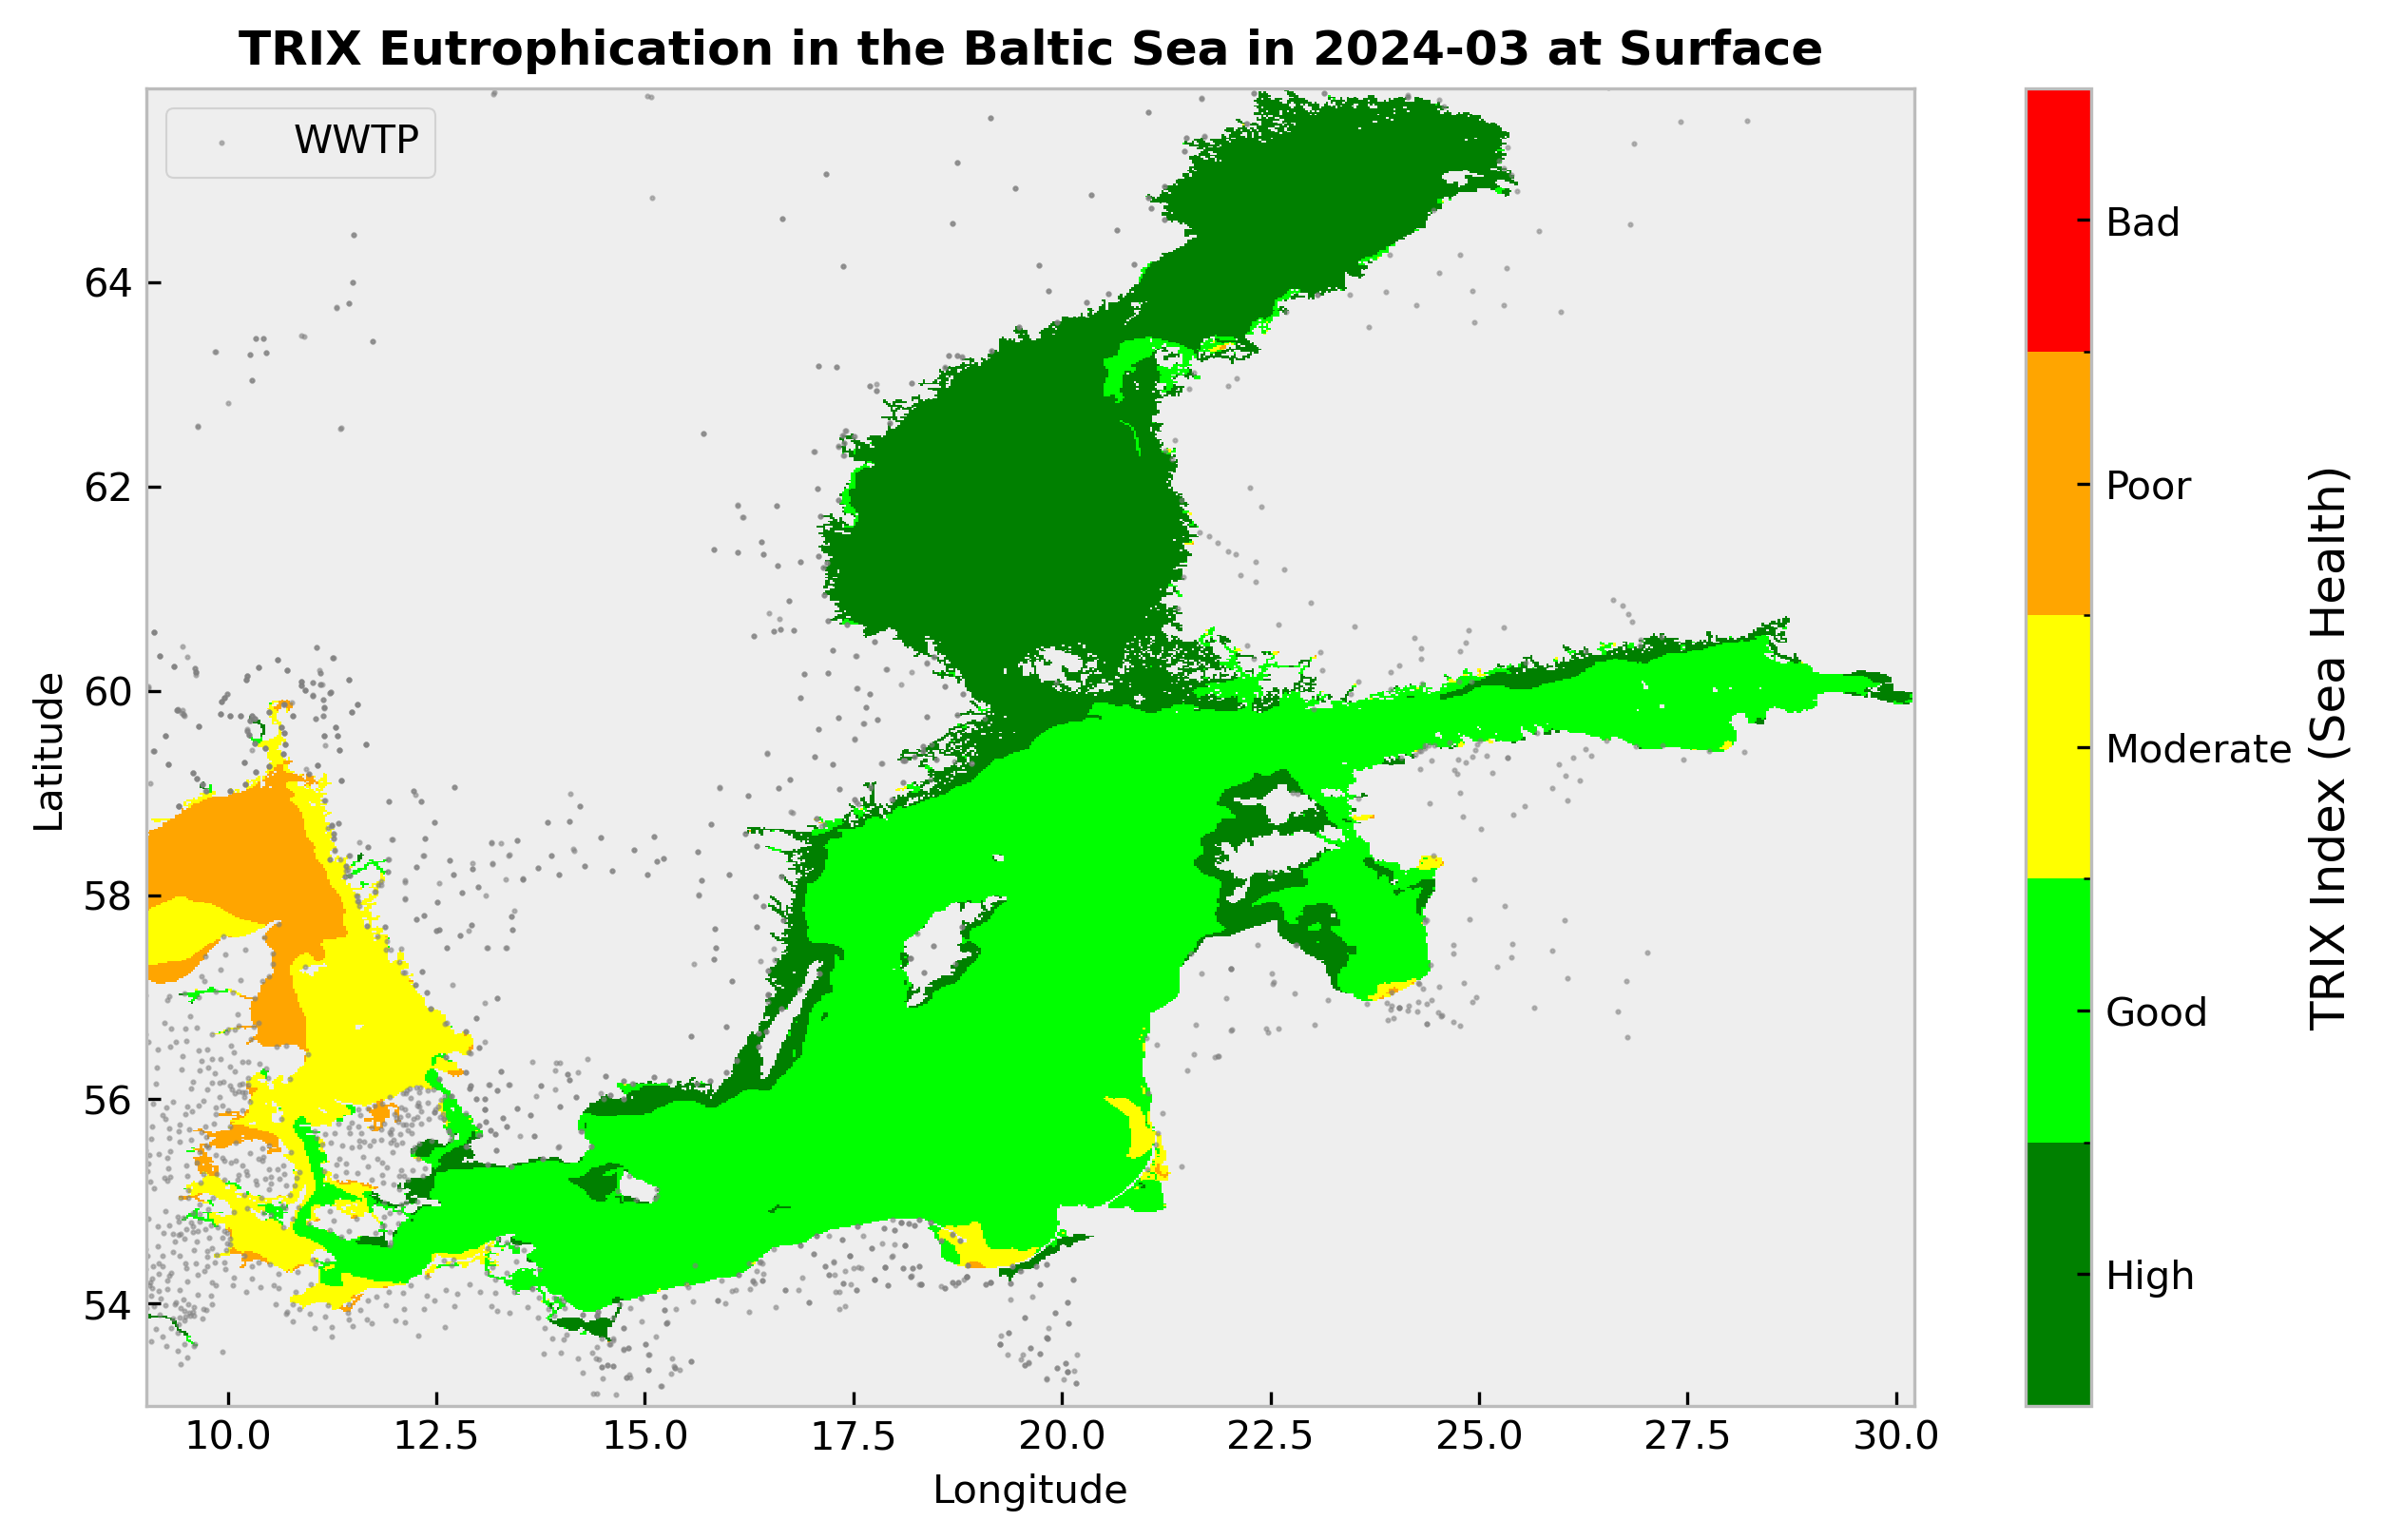 TRIX Eutrophication in the Baltic Sea in 2024-03 at Surface
WWTP
64
62
60
58
56
54
Latitude
10.0 12.5 15.0 17.5 20.0 22.5 25.0 27.5 30.0
Longitude
Bad
Poor
Moderate
Good
High
TRIX Index (Sea Health)